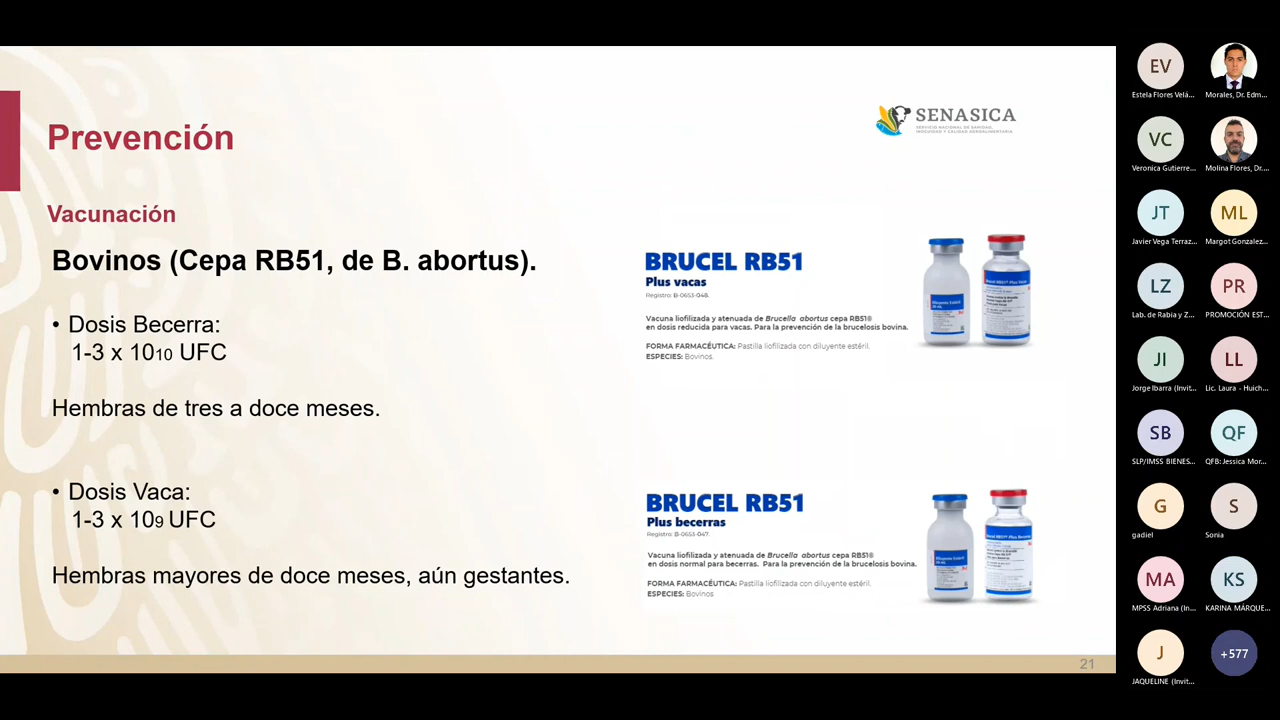 Prevención
SENASICA
SERVICIO NACIONAL DE SANIDAD,
INOCUIDAD Y CALIDAD AGROALIMENTARIA
Vacunación
Bovinos (Cepa RB51, de B. abortus).
• Dosis Becerra:
1-3 x 1010 UFC
Hembras de tres a doce meses.
• Dosis Vaca:
1-3 x 109 UFC
Hembras mayores de doce meses, aún gestantes.
BRUCEL RB51
Plus vacas
Registro: B-0653-048.
Vacuna liofilizada y atenuada de Brucella abortus cepa RB51®
en dosis reducida para vacas. Para la prevención de la brucelosis bovina.
FORMA FARMACÉUTICA: Pastilla liofilizada con diluyente estéril.
ESPECIES: Bovinos.
BRUCEL RB51
Plus becerras
Registro: B-0653-047.
Vacuna liofilizada y atenuada de Brucella abortus cepa RB51®
en dosis normal para becerras. Para la prevención de la brucelosis bovina.
FORMA FARMACÉUTICA: Pastilla liofilizada con diluyente estéril.
ESPECIES: Bovinos
21
EV
Estela Flores Velá...
Morales, Dr. Edm...
VC
Veronica Gutierre...
Molina Flores, Dr....
JT
Javier Vega Terraz...
ML
Margot Gonzalez...
LZ
Lab. de Rabia y Z...
PR
PROMOCIÓN EST...
JI
Jorge Ibarra (Invit...
LL
Lic. Laura - Huich...
SB
SLP/IMSS BIENES...
QF
QFB: Jessica Mor...
G
gadiel
S
Sonia
MA
MPSS Adriana (In...
KS
KARINA MÁRQUE...
J
JAQUELINE (Invit...
+577